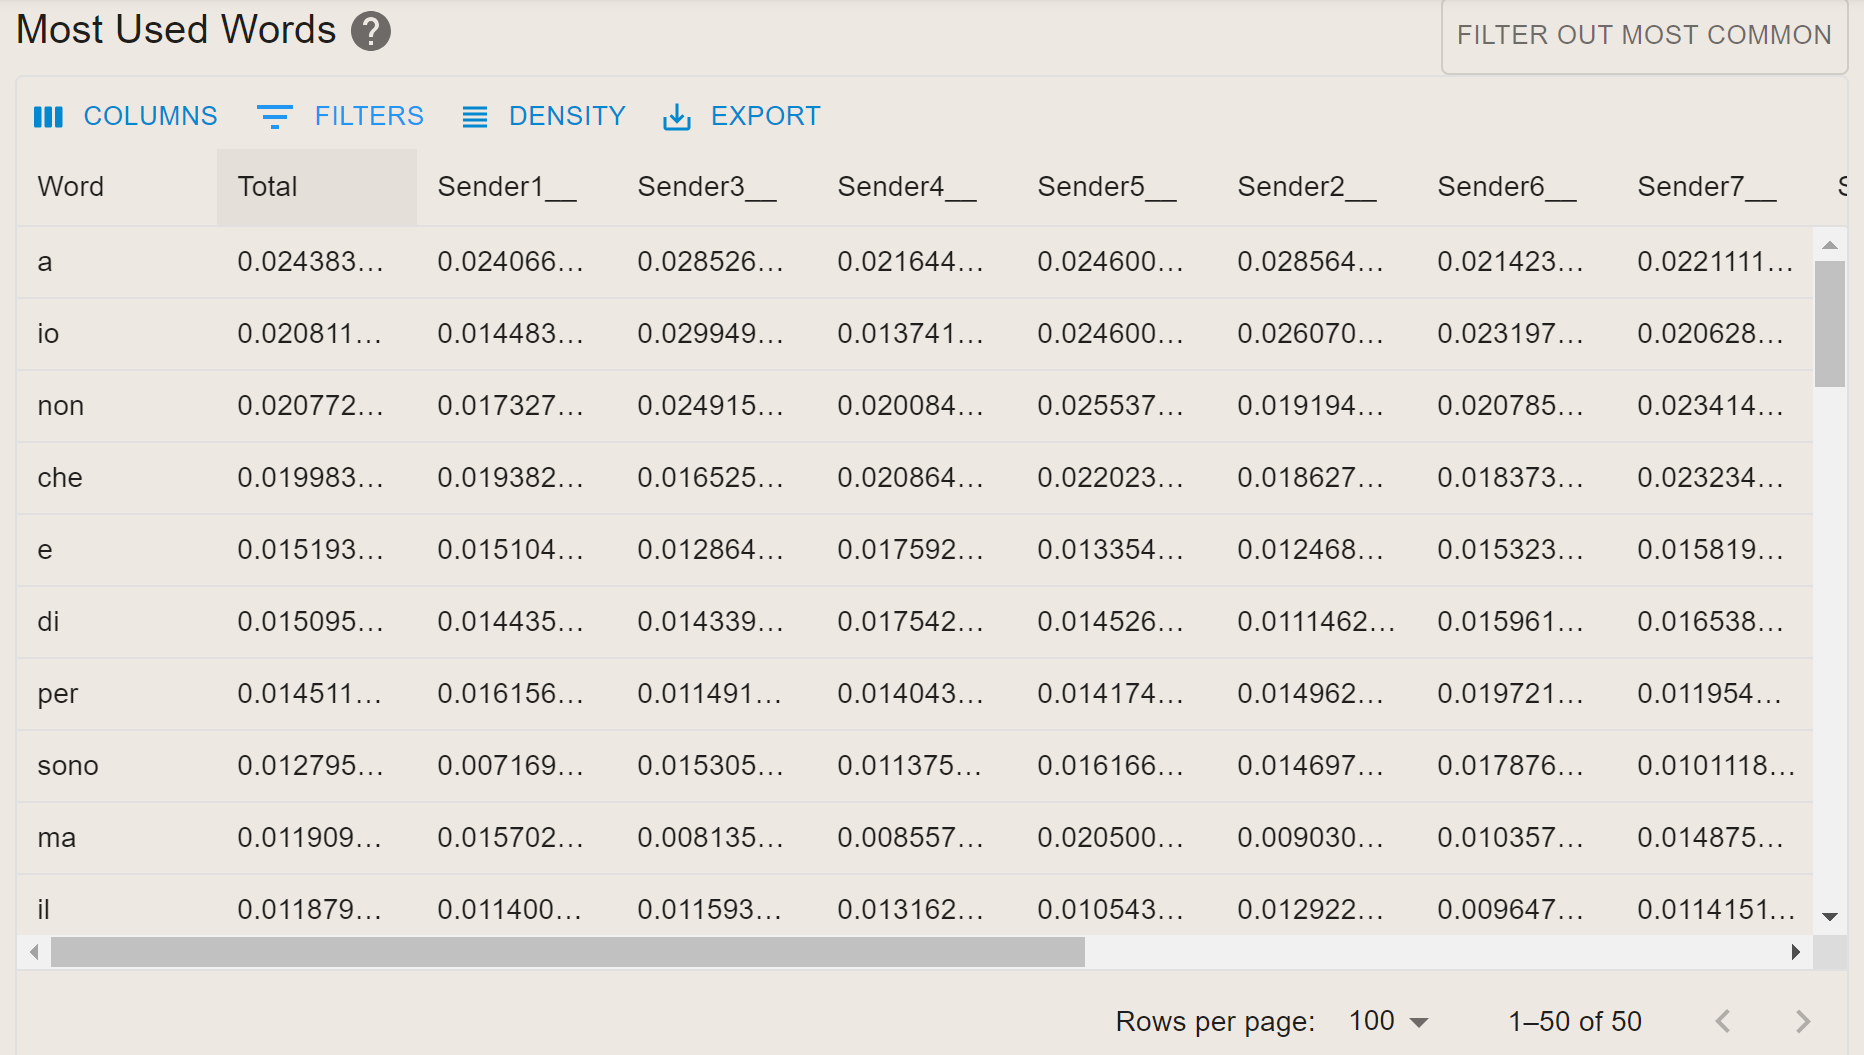 Most Used Words ?
FILTER OUT MOST COMMON
COLUMNS FILTERS DENSITY EXPORT
Word Total Sender1__ Sender3__ Sender4__ Sender5__ Sender2__ Sender6__ Sender7__
a 0.024383... 0.024066... 0.028526... 0.021644... 0.024600... 0.028564... 0.021423... 0.0221111...
io 0.020811... 0.014483... 0.029949... 0.013741... 0.024600... 0.026070... 0.023197... 0.020628...
non 0.020772... 0.017327... 0.024915... 0.020084... 0.025537... 0.019194... 0.020785... 0.023414...
che 0.019983... 0.019382... 0.016525... 0.020864... 0.022023... 0.018627... 0.018373... 0.023234...
e 0.015193... 0.015104... 0.012864... 0.017592... 0.013354... 0.012468... 0.015323... 0.015819...
di 0.015095... 0.014435... 0.014339... 0.017542... 0.014526... 0.0111462... 0.015961... 0.016538...
per 0.014511... 0.016156... 0.011491... 0.014043... 0.014174... 0.014962... 0.019721... 0.011954...
sono 0.012795... 0.007169... 0.015305... 0.011375... 0.016166... 0.014697... 0.017876... 0.0101118...
ma 0.011909... 0.015702... 0.008135... 0.008557... 0.020500... 0.009030... 0.010357... 0.014875...
il 0.011879... 0.011400... 0.011593... 0.013162... 0.010543... 0.012922... 0.009647... 0.0114151...
Rows per page: 100 1–50 of 50